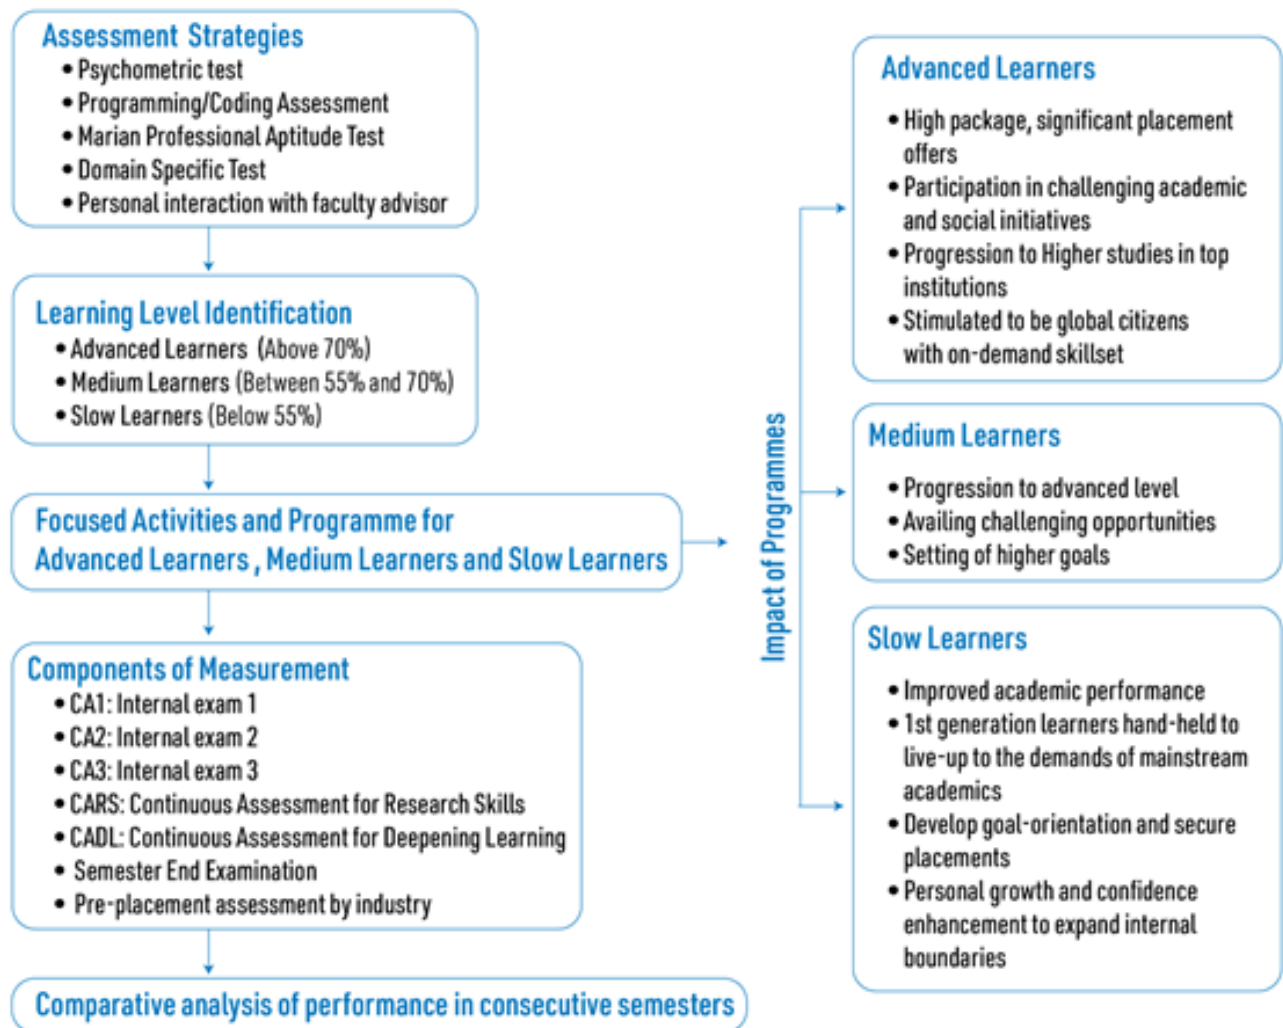 Assessment Strategies
• Psychometric test
• Programming/Coding Assessment
• Marian Professional Aptitude Test
• Domain Specific Test
• Personal interaction with faculty advisor
Learning Level Identification
• Advanced Learners (Above 70%)
• Medium Learners (Between 55% and 70%)
• Slow Learners (Below 55%)
Focused Activities and Programme for
Advanced Learners , Medium Learners and Slow Learners
Components of Measurement
• CA1: Internal exam 1
• CA2: Internal exam 2
• CA3: Internal exam 3
• CARS: Continuous Assessment for Research Skills
• CADL: Continuous Assessment for Deepening Learning
• Semester End Examination
• Pre-placement assessment by industry
Comparative analysis of performance in consecutive semesters
Impact of Programmes
Advanced Learners
• High package, significant placement
offers
• Participation in challenging academic
and social initiatives
• Progression to Higher studies in top
institutions
• Stimulated to be global citizens
with on-demand skillset
Medium Learners
• Progression to advanced level
• Availing challenging opportunities
• Setting of higher goals
Slow Learners
• Improved academic performance
• 1st generation learners hand-held to
live-up to the demands of mainstream
academics
• Develop goal-orientation and secure
placements
• Personal growth and confidence
enhancement to expand internal
boundaries